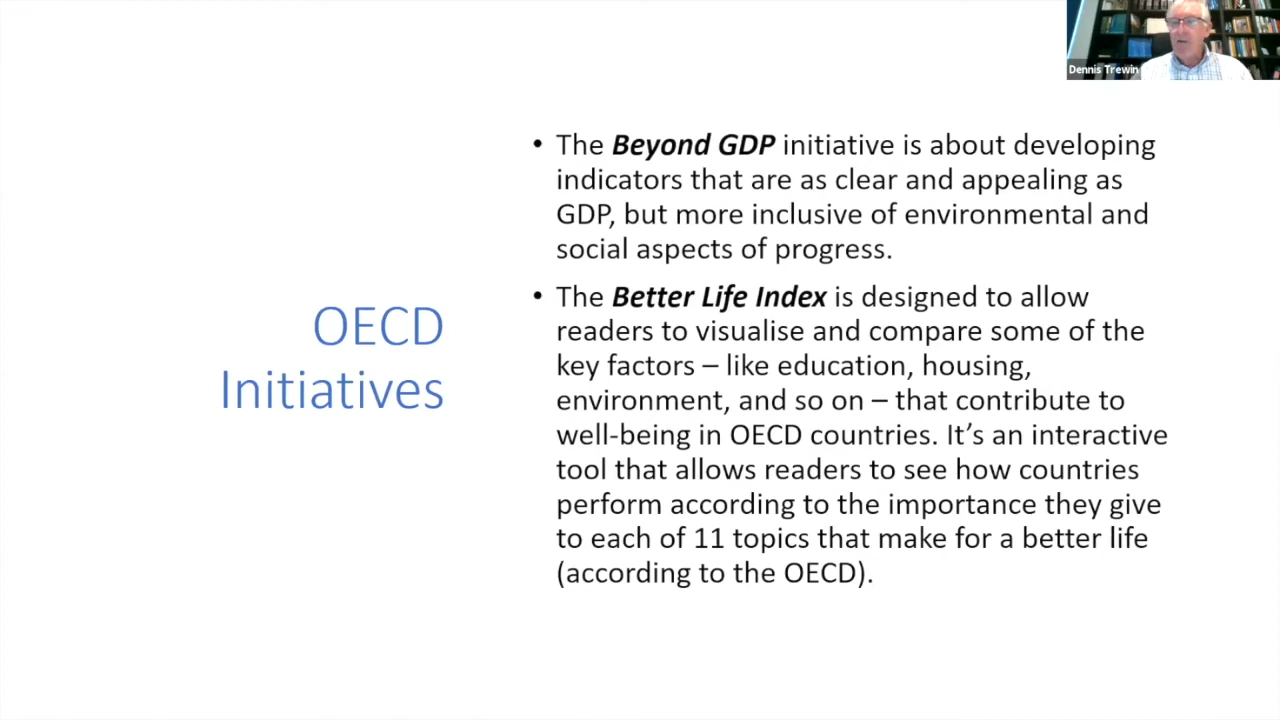 Dennis Trewin
OECD
Initiatives
• The Beyond GDP initiative is about developing
indicators that are as clear and appealing as
GDP, but more inclusive of environmental and
social aspects of progress.
• The Better Life Index is designed to allow
readers to visualise and compare some of the
key factors – like education, housing,
environment, and so on – that contribute to
well-being in OECD countries. It’s an interactive
tool that allows readers to see how countries
perform according to the importance they give
to each of 11 topics that make for a better life
(according to the OECD).